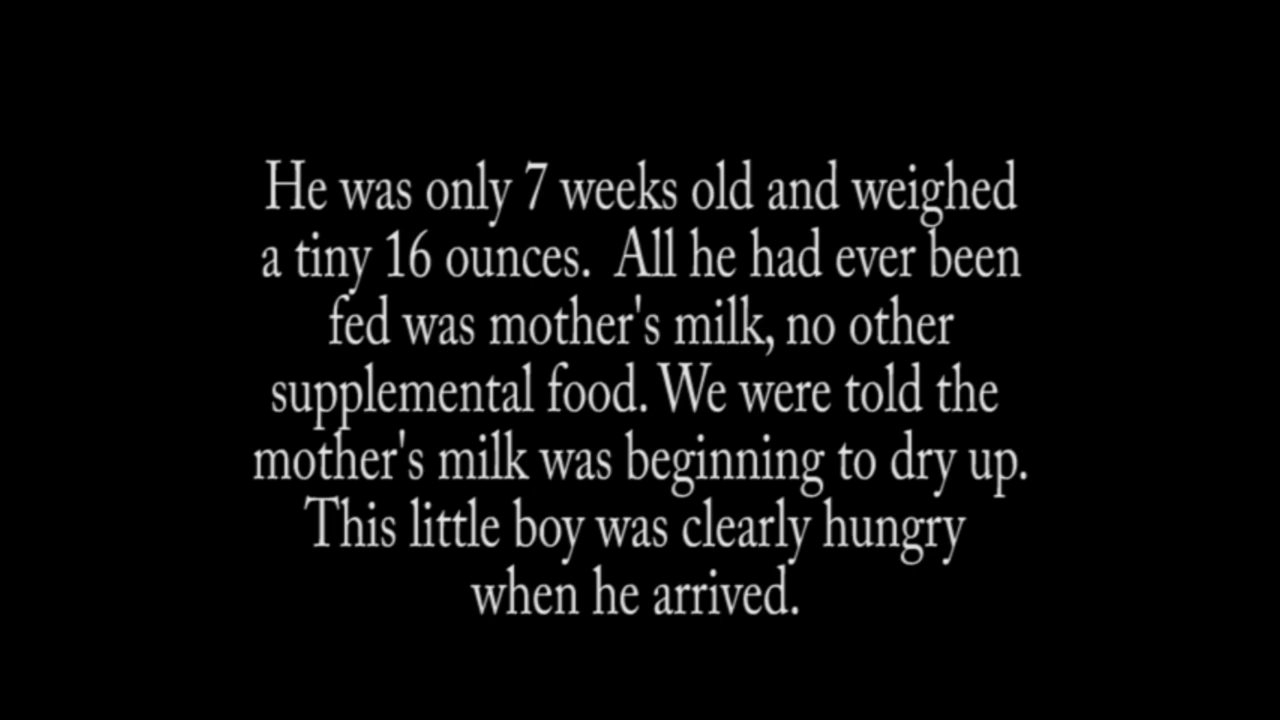 He was only 7 weeks old and weighed
a tiny 16 ounces.  All he had ever been
fed was mother's milk, no other
supplemental food. We were told the
mother's milk was beginning to dry up.
This little boy was clearly hungry
when he arrived.